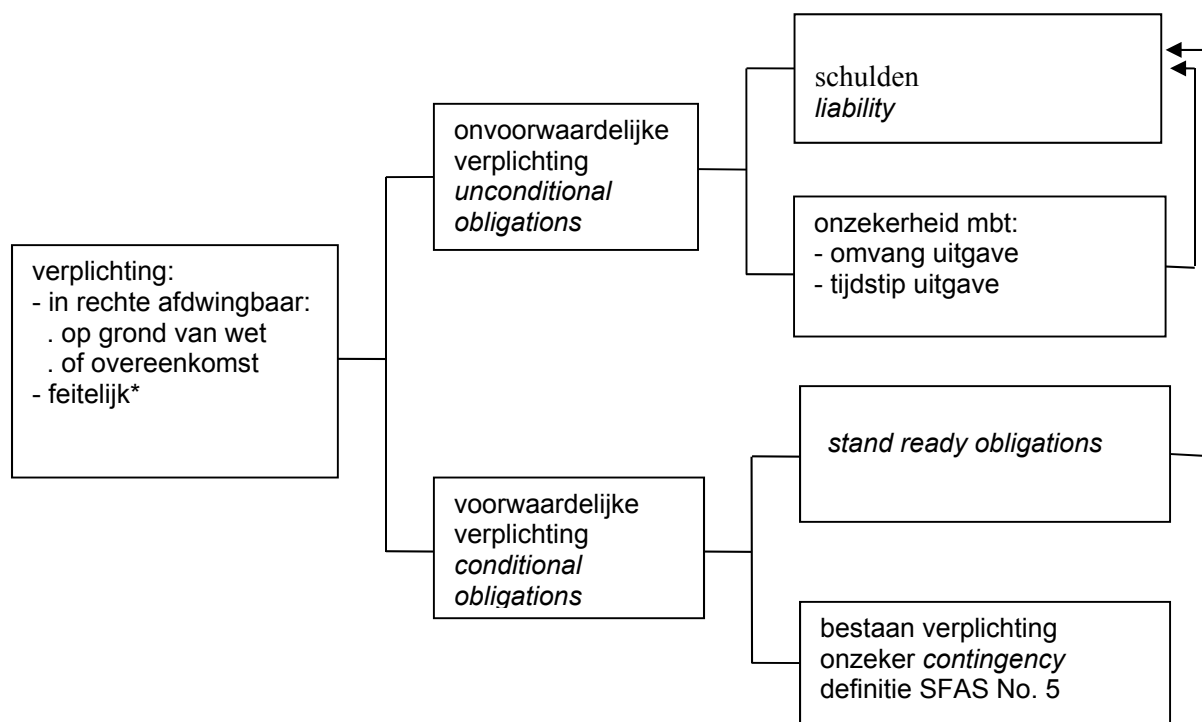 verplichting:
- in rechte afdwingbaar:
. op grond van wet
. of overeenkomst
- feitelijk*
onvoorwaardelijke
verplichting
unconditional
obligations
schulden
liability
onzekerheid mbt:
- omvang uitgave
- tijdstip uitgave
voorwaardelijke
verplichting
conditional
obligations
stand ready obligations
bestaan verplichting
onzeker contingency
definitie SFAS No. 5